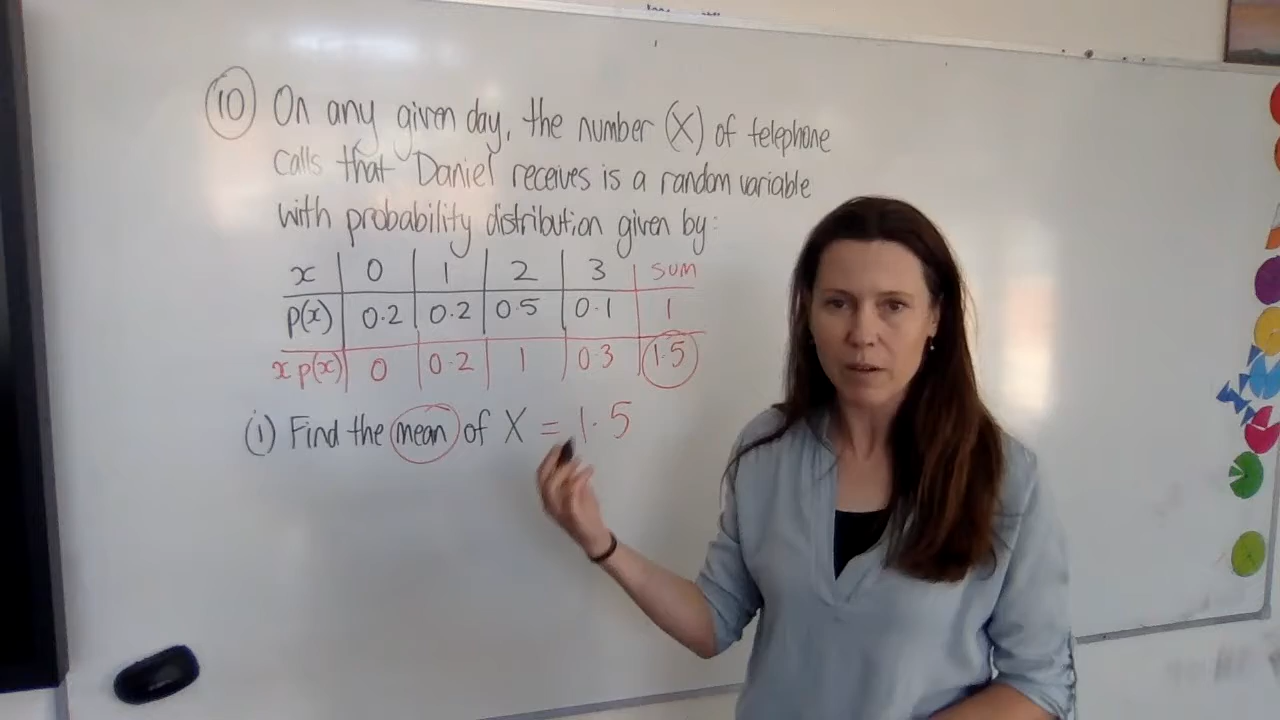 10 On any given day, the number (X) of telephone
calls that Daniel receives is a random variable
with probability distribution given by:
x 0 1 2 3 sum
p(x) 0.2 0.2 0.5 0.1 1
x p(x) 0 0.2 1 0.3 1.5
(i) Find the mean of X = 1.5